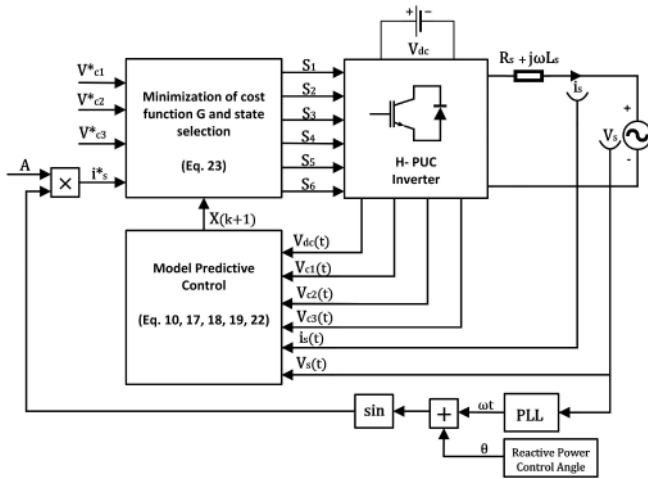 V*c1
V*c2
V*c3
A
×
i*s
Minimization of cost
function G and state
selection
(Eq. 23)
S1
S2
S3
S4
S5
S6
+ −
Vdc
H- PUC
Inverter
Rs + jωLs
is
Vs
+
-
X(k+1)
Model Predictive
Control
(Eq. 10, 17, 18, 19, 22)
Vdc(t)
Vc1(t)
Vc2(t)
Vc3(t)
is(t)
Vs(t)
sin
+
ωt
PLL
θ
Reactive Power
Control Angle